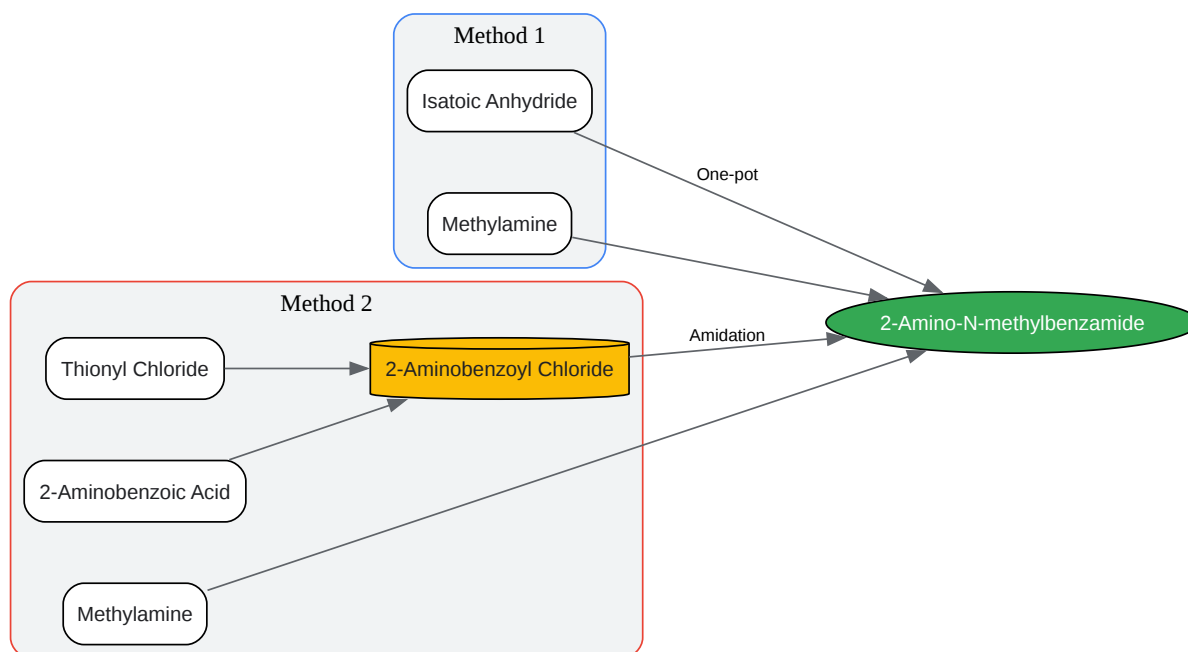 Method 1
Isatoic Anhydride
One-pot
Methylamine
Method 2
2-Amino-N-methylbenzamide
Amidation
Thionyl Chloride
2-Aminobenzoyl Chloride
2-Aminobenzoic Acid
Methylamine